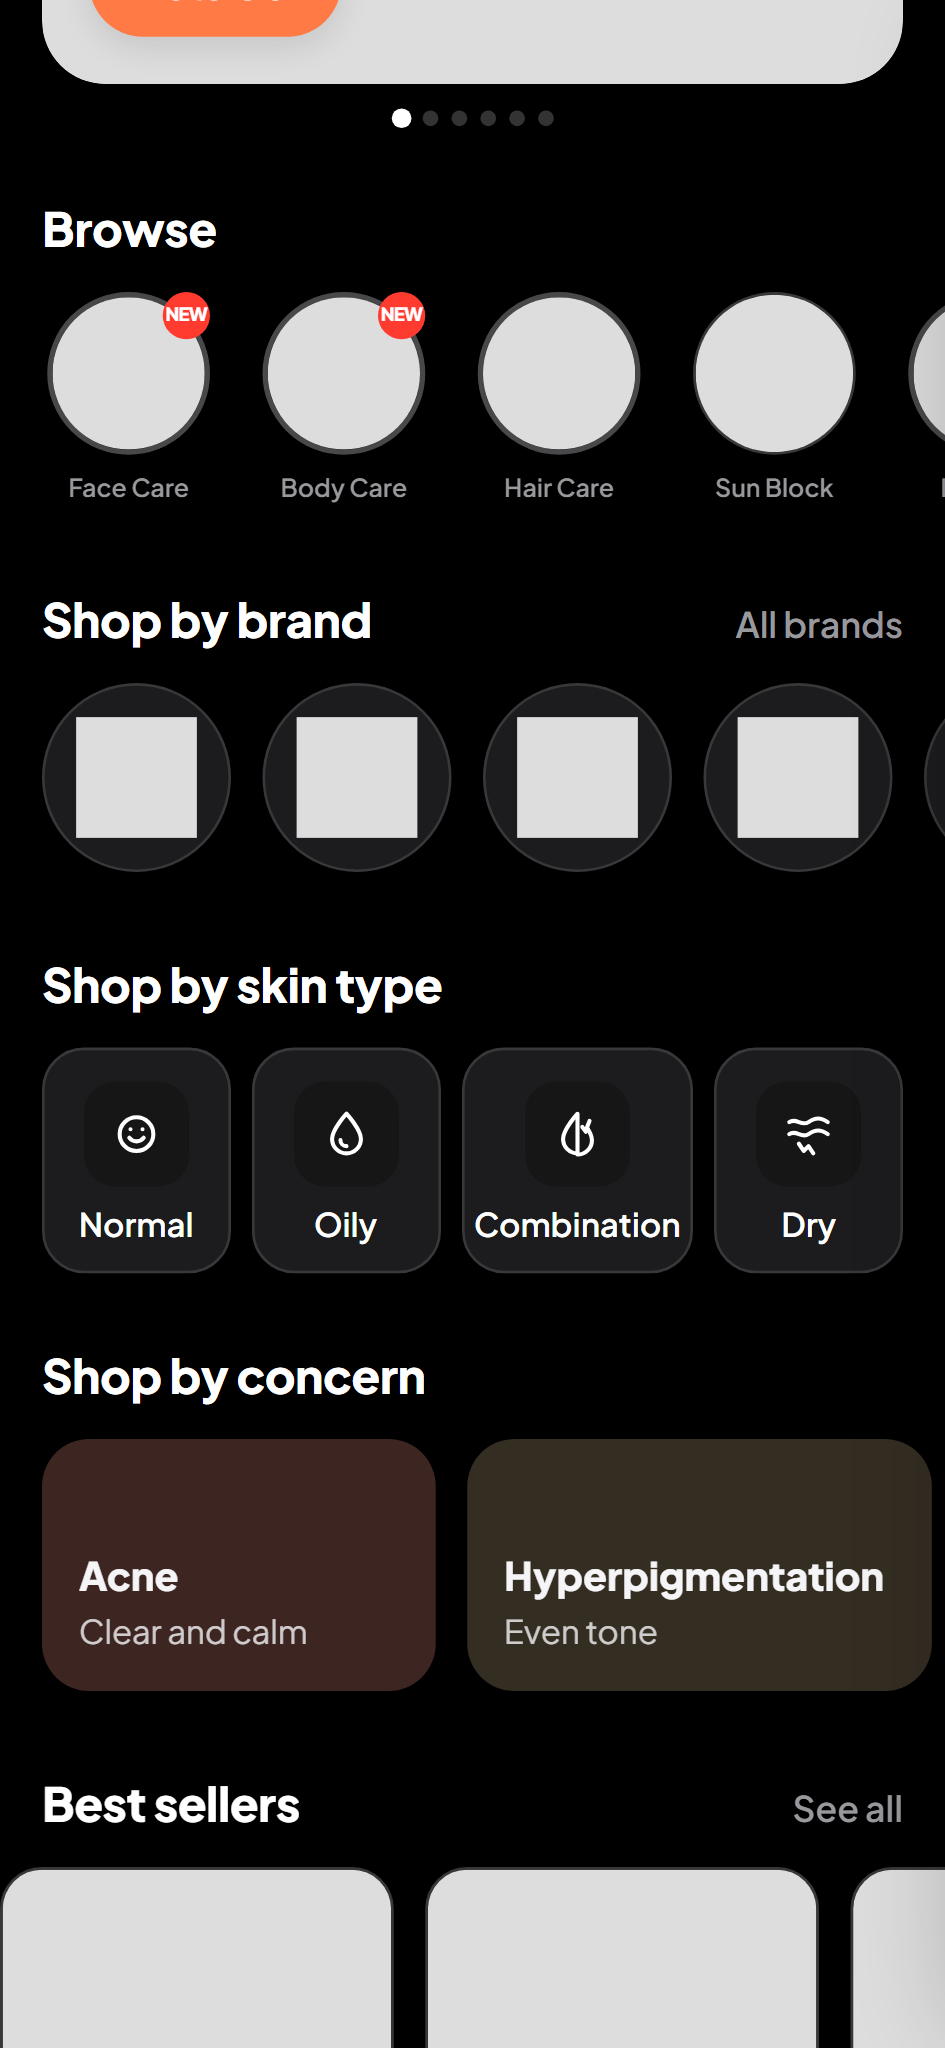 Browse
NEW
NEW
Face Care
Body Care
Hair Care
Sun Block
Shop by brand
All brands
Shop by skin type
Normal
Oily
Combination
Dry
Shop by concern
Acne
Hyperpigmentation
Clear and calm
Even tone
Best sellers
See all